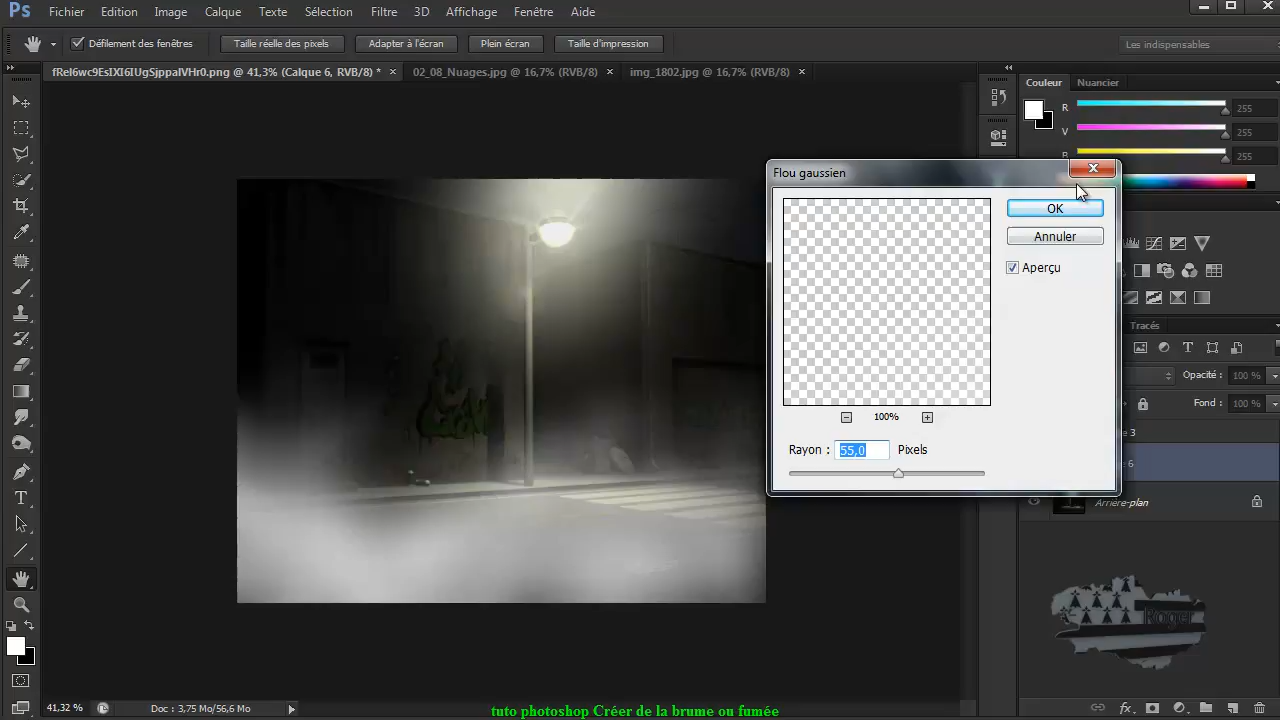 Ps Fichier Edition Image Calque Texte Sélection Filtre 3D Affichage Fenêtre Aide
Défilement des fenêtres Taille réelle des pixels Adapter à l'écran Plein écran Taille d'impression Les indispensables
fReI6wc9EsIXI6IUgSjppaIVHr0.png @ 41,3% (Calque 6, RVB/8) * × 02_08_Nuages.jpg @ 16,7% (RVB/8) × img_1802.jpg @ 16,7% (RVB/8) ×
Couleur Nuancier
R 255
V 255
B 255
Flou gaussien
OK
Annuler
Aperçu
100%
Rayon : 55,0 Pixels
Tracés
Opacité : 100 %
Fond : 100 %
e 3
e 6
Arrière-plan
Roger
41,32 % Doc : 3,75 Mo/56,6 Mo
tuto photoshop Créer de la brume ou fumée